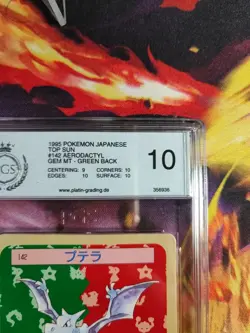 1995 POKEMON JAPANESE
TOP SUN
#142 AERODACTYL
GEM MT - GREEN BACK
CENTERING: 9 CORNERS: 10
EDGES: 10 SURFACE: 10
10
www.platin-grading.de
356936
GS
142 プテラ